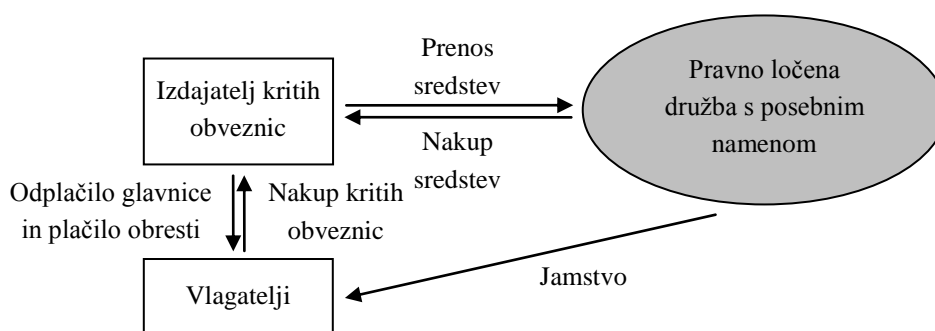 Izdajatelj kritih
obveznic
Prenos
sredstev
Nakup
sredstev
Pravno ločena
družba s posebnim
namenom
Odplačilo glavnice
in plačilo obresti
Nakup kritih
obveznic
Vlagatelji
Jamstvo